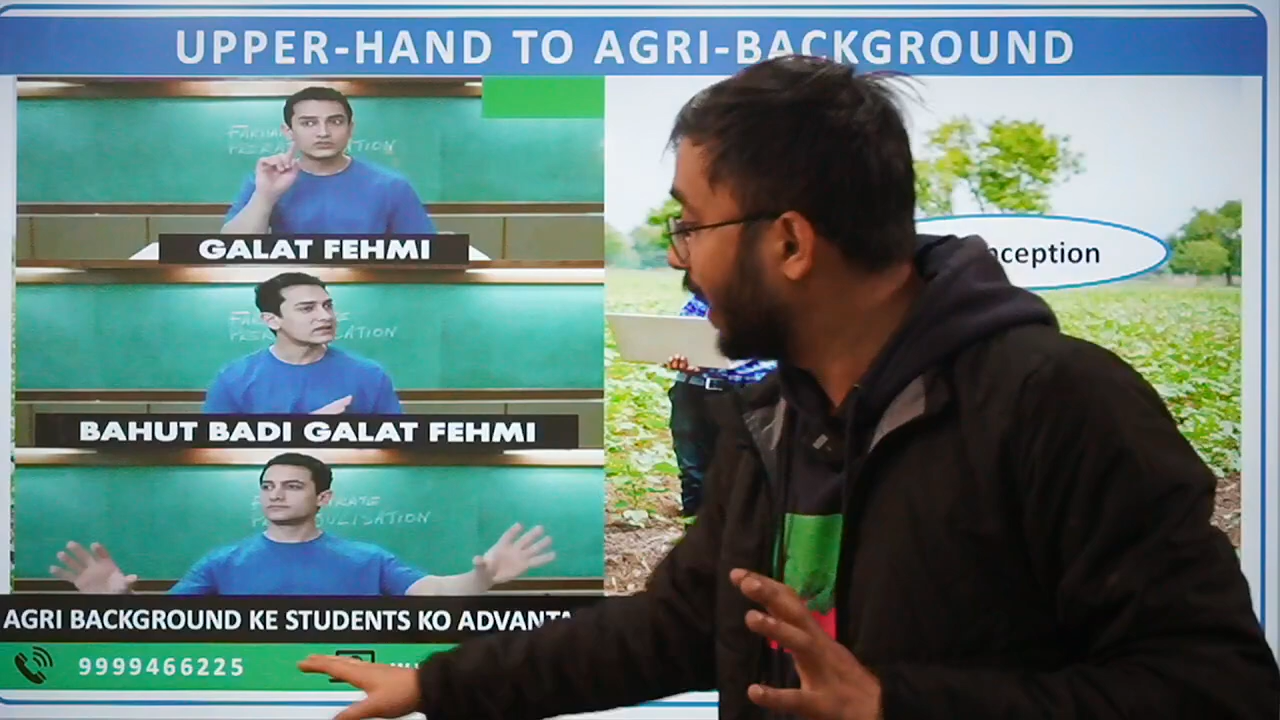 UPPER-HAND TO AGRI-BACKGROUND
GALAT FEHMI
BAHUT BADI GALAT FEHMI
AGRI BACKGROUND KE STUDENTS KO
9999466225